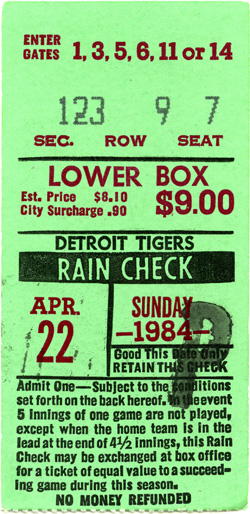 ENTER GATES 1, 3, 5, 6, 11 or 14
123 9 7
SEC. ROW SEAT
LOWER BOX
Est. Price $8.10
City Surcharge .90
$9.00
DETROIT TIGERS
RAIN CHECK
APR. 22
SUNDAY
—1984—
Good This Date Only
RETAIN THIS CHECK
Admit One—Subject to the conditions
set forth on the back hereof. In the event
5 innings of one game are not played,
except when the home team is in the
lead at the end of 4½ innings, this Rain
Check may be exchanged at box office
for a ticket of equal value to a succeed-
ing game during this season.
NO MONEY REFUNDED